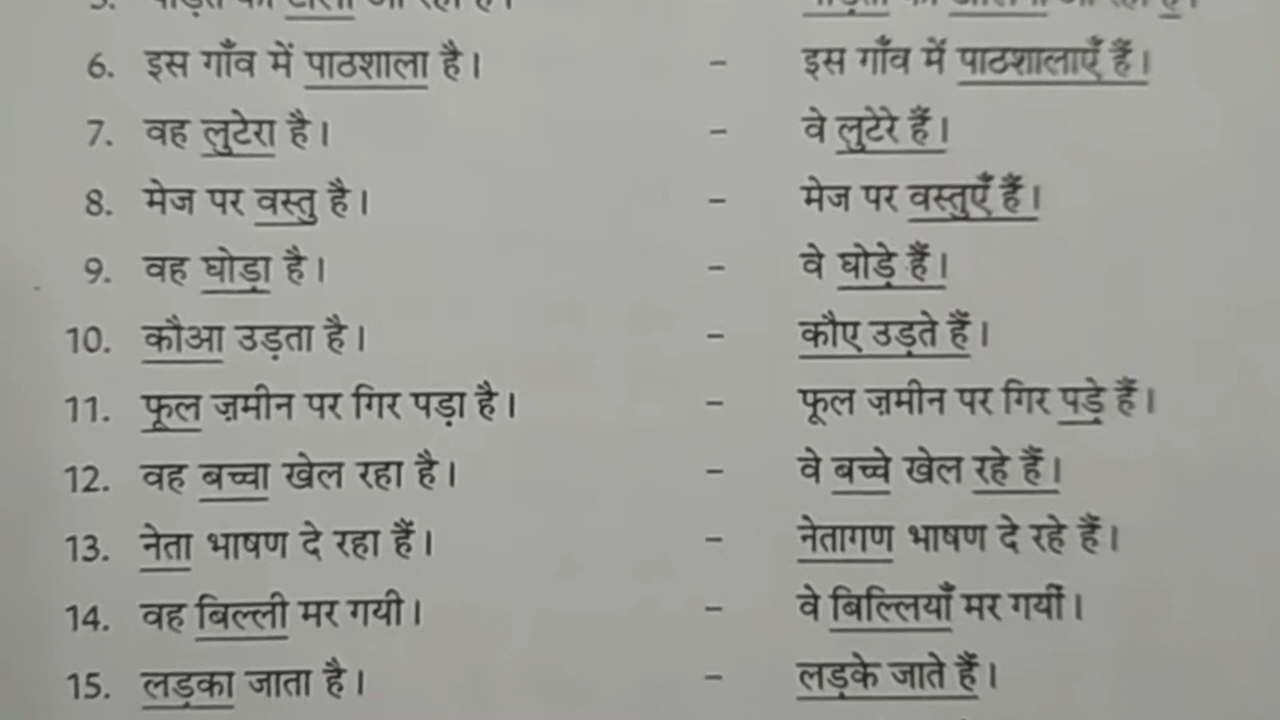 6. इस गाँव में पाठशाला है। - इस गाँव में पाठशालाएँ हैं।
7. वह लुटेरा है। - वे लुटेरे हैं।
8. मेज पर वस्तु है। - मेज पर वस्तुएँ हैं।
9. वह घोड़ा है। - वे घोड़े हैं।
10. कौआ उड़ता है। - कौए उड़ते हैं।
11. फूल ज़मीन पर गिर पड़ा है। - फूल ज़मीन पर गिर पड़े हैं।
12. वह बच्चा खेल रहा है। - वे बच्चे खेल रहे हैं।
13. नेता भाषण दे रहा हैं। - नेतागण भाषण दे रहे हैं।
14. वह बिल्ली मर गयी। - वे बिल्लियाँ मर गयीं।
15. लड़का जाता है। - लड़के जाते हैं।